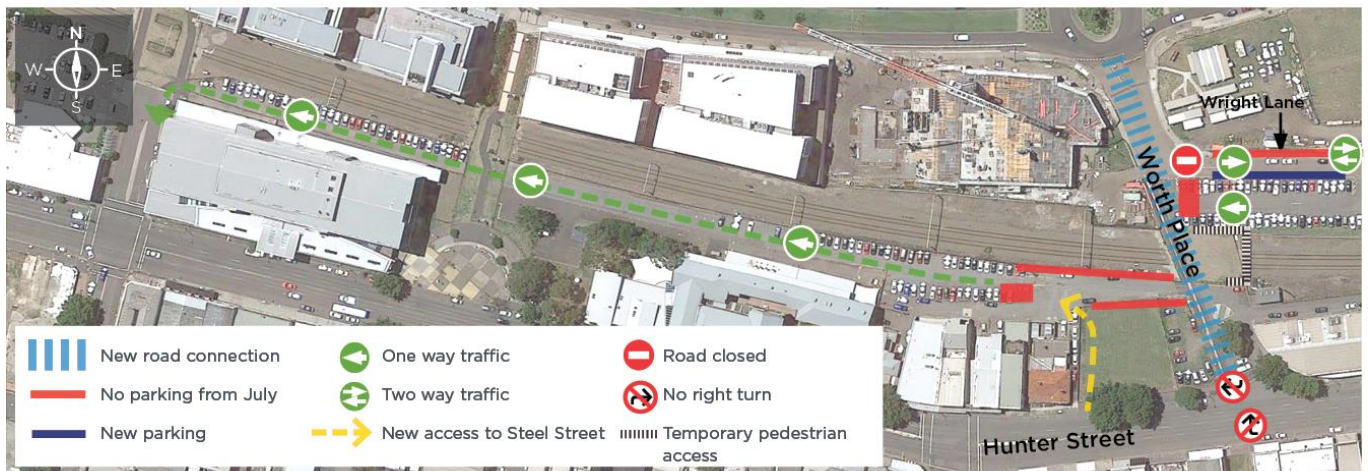 N
W
E
S
Wright Lane
Worth Place
Hunter Street
New road connection
No parking from July
New parking
One way traffic
Two way traffic
New access to Steel Street
Road closed
No right turn
Temporary pedestrian
access